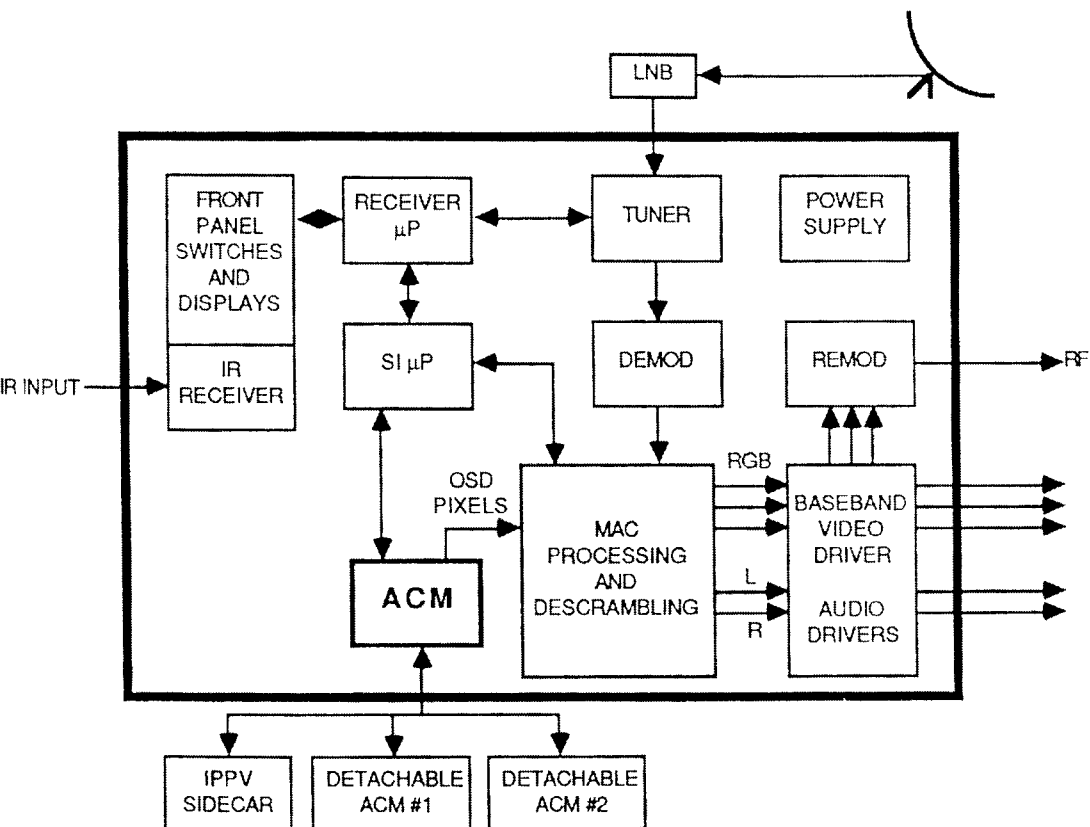 LNB
FRONT
PANEL
SWITCHES
AND
DISPLAYS
RECEIVER
µP
TUNER
POWER
SUPPLY
SI µP
DEMOD
REMOD
RF
IR INPUT
IR
RECEIVER
OSD
PIXELS
RGB
MAC
PROCESSING
AND
DESCRAMBLING
BASEBAND
VIDEO
DRIVER
L
R
AUDIO
DRIVERS
ACM
IPPV
SIDECAR
DETACHABLE
ACM #1
DETACHABLE
ACM #2